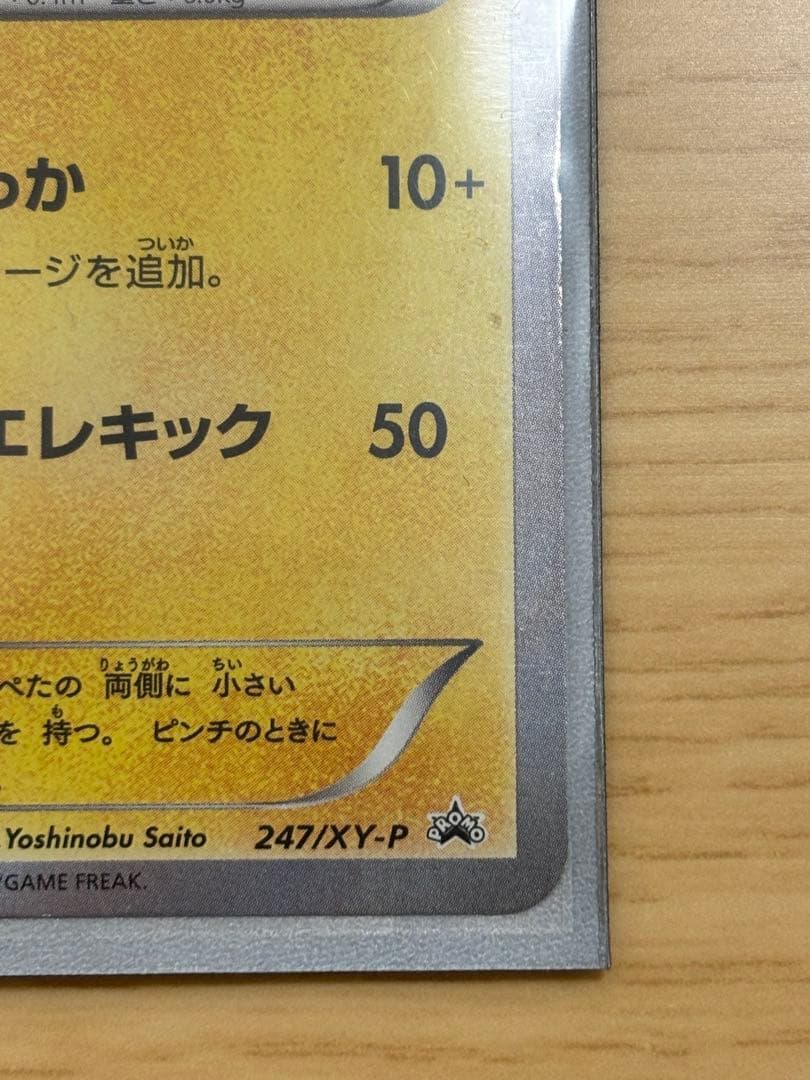 わか 10+
ついか
ージを追加。
エレキック 50
りょうがわ ちい
ぺたの 両側に 小さい
も
を 持つ。 ピンチのときに
Yoshinobu Saito 247/XY-P PROMO
/GAME FREAK.